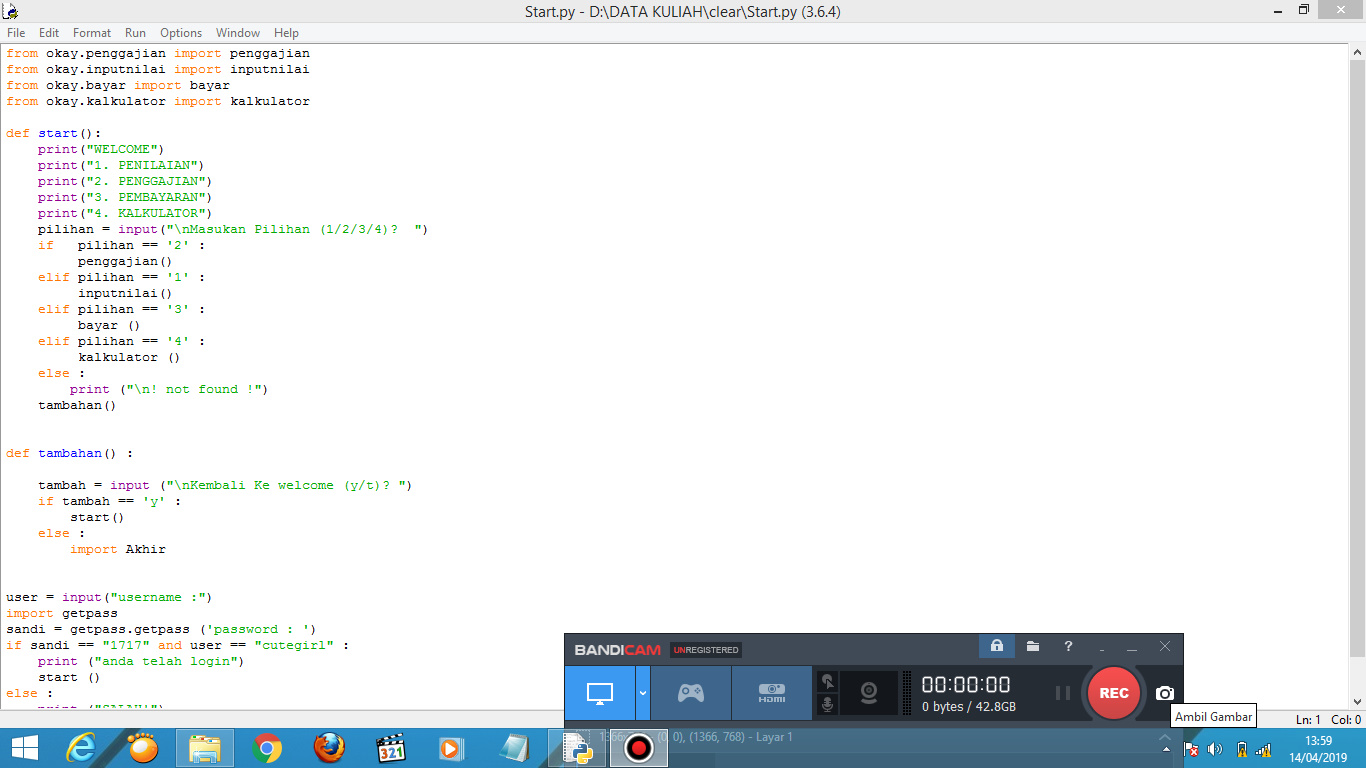 Start.py - D:\DATA KULIAH\clear\Start.py (3.6.4)
File Edit Format Run Options Window Help
from okay.penggajian import penggajian
from okay.inputnilai import inputnilai
from okay.bayar import bayar
from okay.kalkulator import kalkulator

def start():
    print("WELCOME")
    print("1. PENILAIAN")
    print("2. PENGGAJIAN")
    print("3. PEMBAYARAN")
    print("4. KALKULATOR")
    pilihan = input("\nMasukan Pilihan (1/2/3/4)?  ")
    if   pilihan == '2' :
         penggajian()
    elif pilihan == '1' :
         inputnilai()
    elif pilihan == '3' :
         bayar ()
    elif pilihan == '4' :
         kalkulator ()
    else :
        print ("\n! not found !")
    tambahan()

def tambahan() :

    tambah = input ("\nKembali Ke welcome (y/t)? ")
    if tambah == 'y' :
        start()
    else :
        import Akhir

user = input("username :")
import getpass
sandi = getpass.getpass ('password : ')
if sandi == "1717" and user == "cutegirl" :
    print ("anda telah login")
    start ()
else :
    print ("SALAH!")
BANDICAM UNREGISTERED
?
HDMI
00:00:00
0 bytes / 42.8GB
REC
Ambil Gambar
(0, 0), (1366, 768) - Layar 1
Ln: 1 Col: 0
321
13:59
14/04/2019